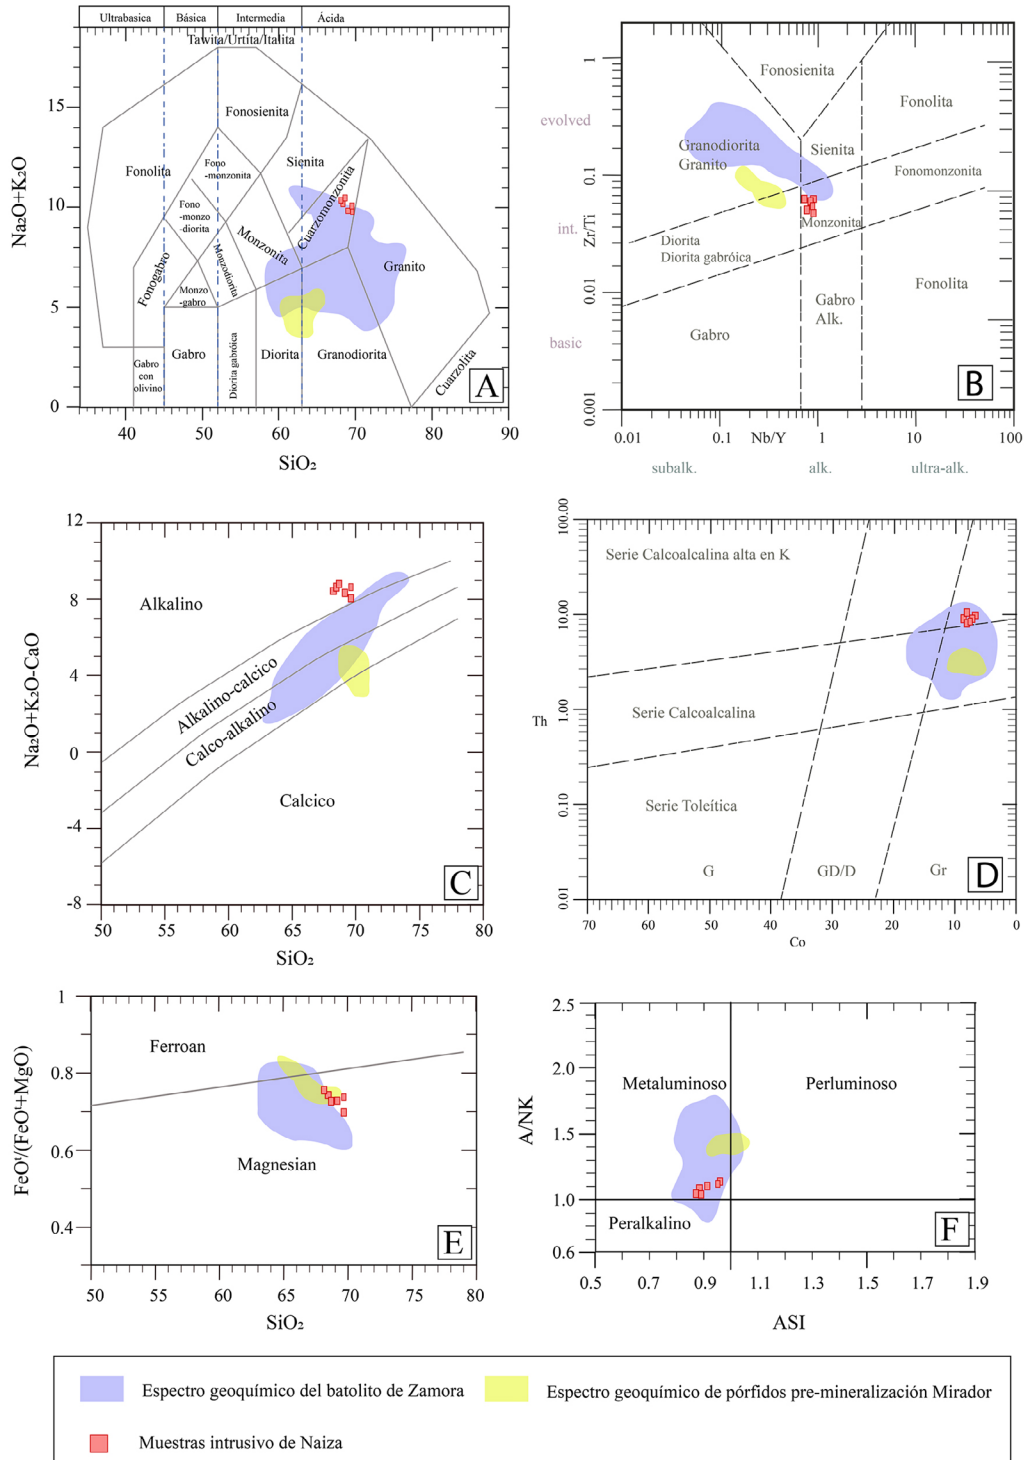 Ultrabasica Básica Intermedia Ácida
Tawita/Urtita/Italita
Fonosienita
Fonolita
Fono
-monzonita
Sienita
Cuarzomonzonita
Fono
-monzo
-diorita
Monzonita
Monzodiorita
Fonogabro
Monzo
-gabro
Granito
Gabro
con
olivino
Gabro
Diorita gabróica
Diorita
Granodiorita
Cuarzolita
A
Na₂O+K₂O
15
10
5
0
40 50 60 70 80 90
SiO₂
Fonosienita
Fonolita
evolved
Granodiorita
Granito
Sienita
Fonomonzonita
int.
Monzonita
Diorita
Diorita gabróica
Gabro
Alk.
Fonolita
basic
Gabro
B
Zr/Ti
1
0.1
0.01
0.001
0.01 0.1 Nb/Y 1 10 100
subalk. alk. ultra-alk.
Na₂O+K₂O-CaO
12
8
4
0
-4
-8
Alkalino
Alkalino-calcico
Calco-alkalino
Calcico
C
50 55 60 65 70 75 80
SiO₂
Th
100.00
10.00
1.00
0.10
0.01
Serie Calcoalcalina alta en K
Serie Calcoalcalina
Serie Toleítica
G GD/D Gr
D
70 60 50 40 30 20 10 0
Co
FeOᵗ/(FeOᵗ+MgO)
1
0.8
0.6
0.4
Ferroan
Magnesian
E
50 55 60 65 70 75 80
SiO₂
A/NK
2.5
2.0
1.5
1.0
0.6
Metaluminoso Perluminoso
Peralkalino
F
0.5 0.7 0.9 1.1 1.3 1.5 1.7 1.9
ASI
Espectro geoquímico del batolito de Zamora
Espectro geoquímico de pórfidos pre-mineralización Mirador
Muestras intrusivo de Naiza